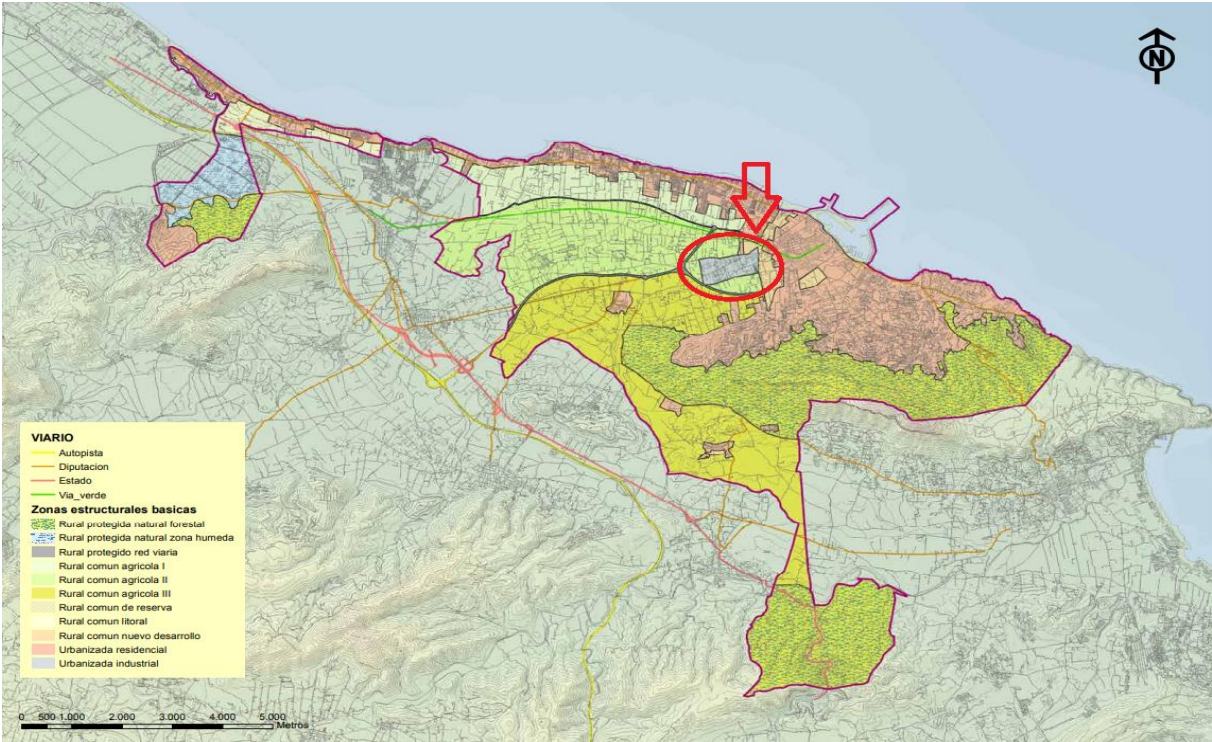 N
VIARIO
Autopista
Diputacion
Estado
Via_verde
Zonas estructurales basicas
Rural protegida natural forestal
Rural protegida natural zona humeda
Rural protegido red viaria
Rural comun agricola I
Rural comun agricola II
Rural comun agricola III
Rural comun de reserva
Rural comun litoral
Rural comun nuevo desarrollo
Urbanizada residencial
Urbanizada industrial
0 500 1.000 2.000 3.000 4.000 5.000
Metros